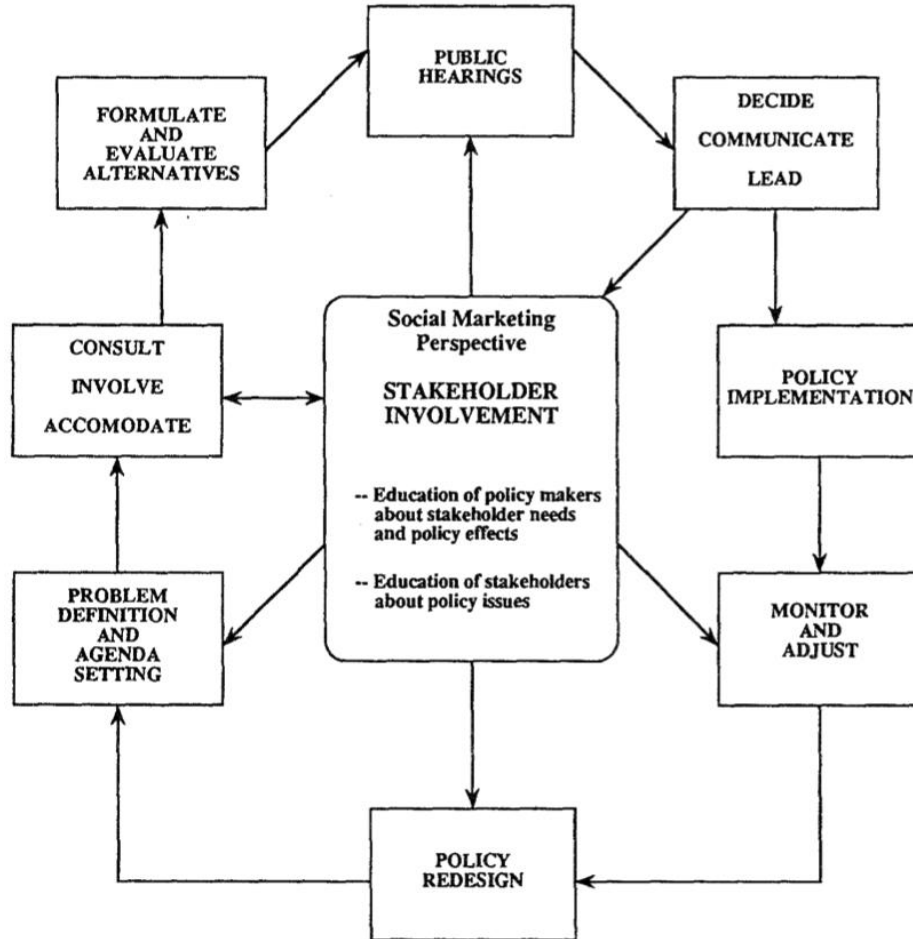 PUBLIC
HEARINGS
FORMULATE
AND
EVALUATE
ALTERNATIVES
DECIDE
COMMUNICATE
LEAD
CONSULT
INVOLVE
ACCOMODATE
Social Marketing
Perspective
STAKEHOLDER
INVOLVEMENT
-- Education of policy makers
about stakeholder needs
and policy effects
-- Education of stakeholders
about policy issues
POLICY
IMPLEMENTATION
PROBLEM
DEFINITION
AND
AGENDA
SETTING
MONITOR
AND
ADJUST
POLICY
REDESIGN